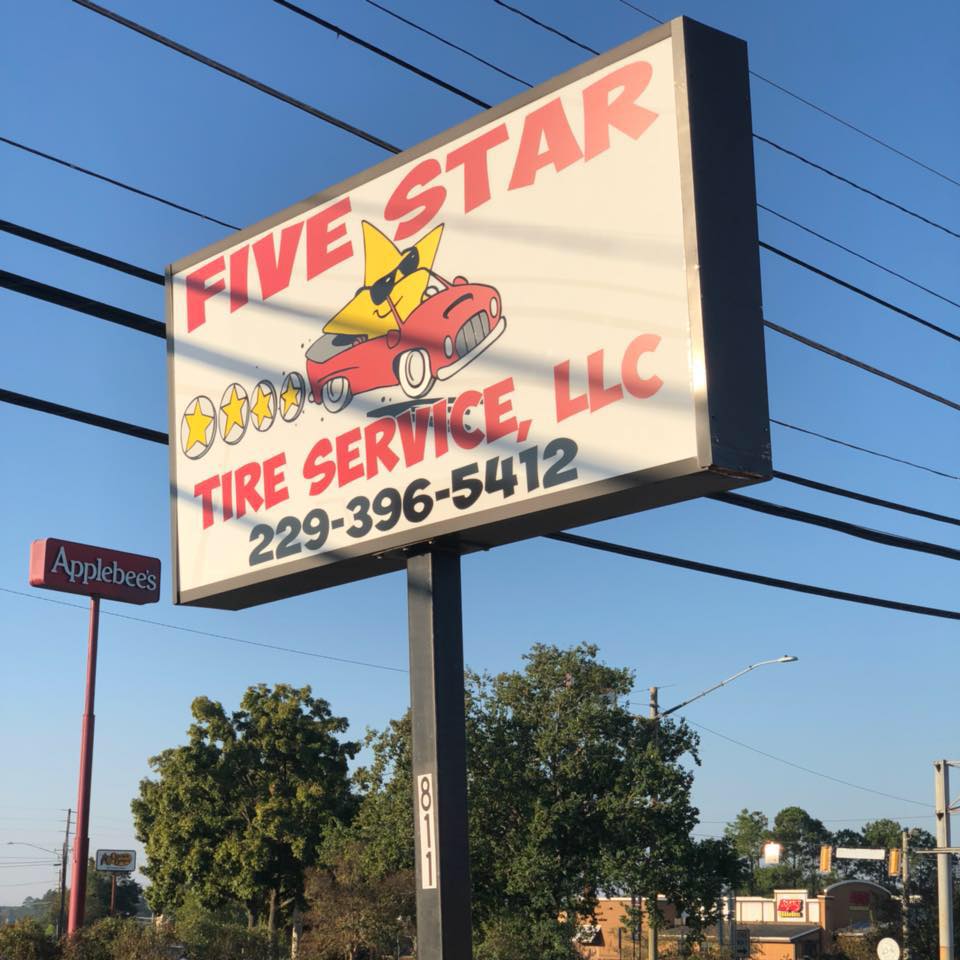 FIVE STAR
TIRE SERVICE, LLC
229-396-5412
Applebee's
811